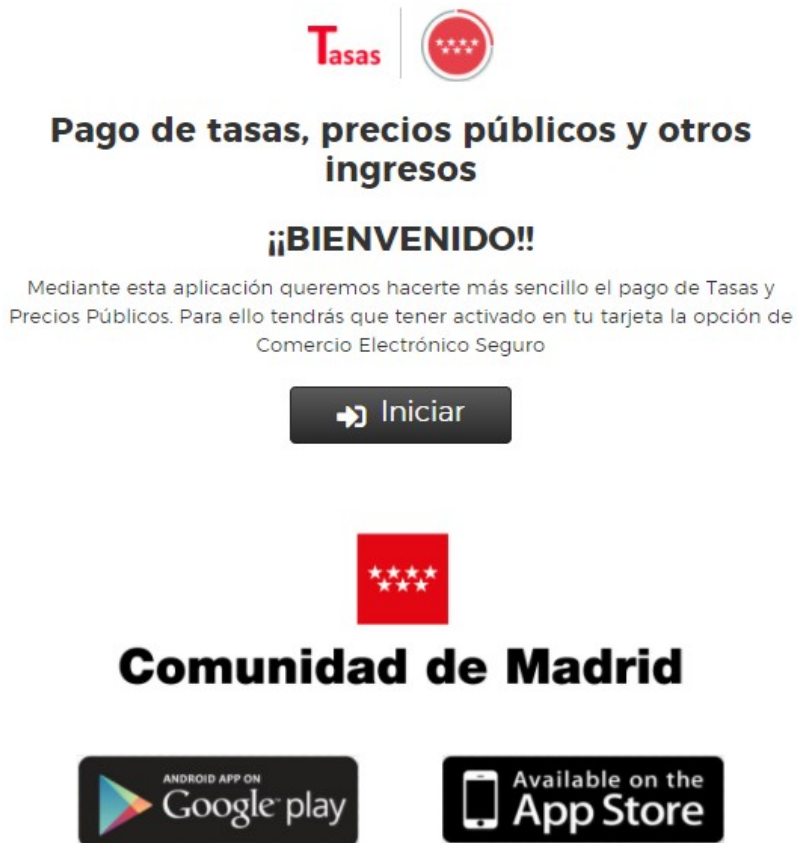 Tasas
Pago de tasas, precios públicos y otros
ingresos
¡¡BIENVENIDO!!
Mediante esta aplicación queremos hacerte más sencillo el pago de Tasas y
Precios Públicos. Para ello tendrás que tener activado en tu tarjeta la opción de
Comercio Electrónico Seguro
Iniciar
Comunidad de Madrid
ANDROID APP ON
Google play
Available on the
App Store